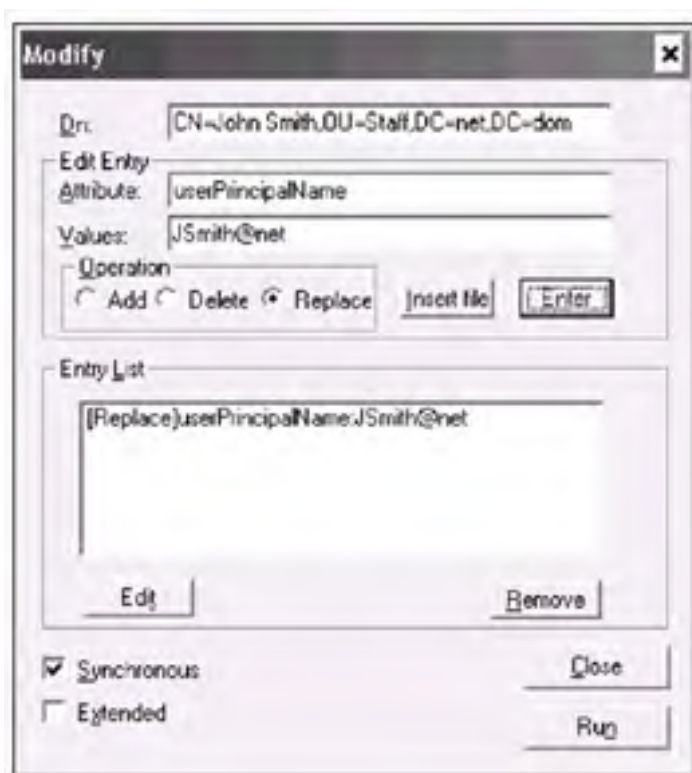 Modify
Dn: CN=John Smith,OU=Staff,DC=net,DC=dom
Edit Entry
Attribute: userPrincipalName
Values: JSmith@net
Operation
Add Delete Replace Insert file Enter
Entry List
[Replace]userPrincipalName:JSmith@net
Edit Remove
Synchronous Close
Extended Run